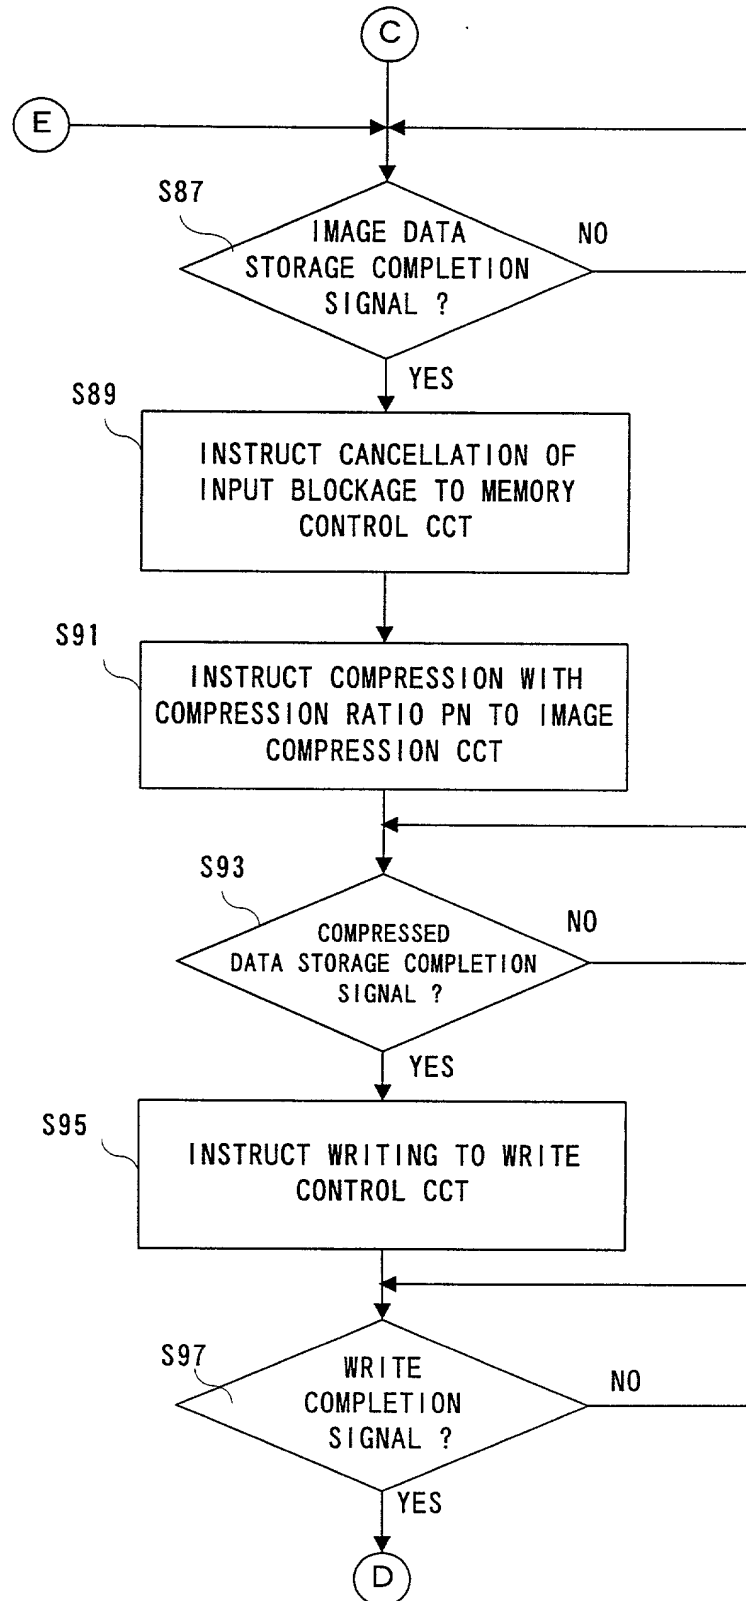 C
E
S87
IMAGE DATA
STORAGE COMPLETION
SIGNAL ?
NO
YES
S89
INSTRUCT CANCELLATION OF
INPUT BLOCKAGE TO MEMORY
CONTROL CCT
S91
INSTRUCT COMPRESSION WITH
COMPRESSION RATIO PN TO IMAGE
COMPRESSION CCT
S93
COMPRESSED
DATA STORAGE COMPLETION
SIGNAL ?
NO
YES
S95
INSTRUCT WRITING TO WRITE
CONTROL CCT
S97
WRITE
COMPLETION
SIGNAL ?
NO
YES
D